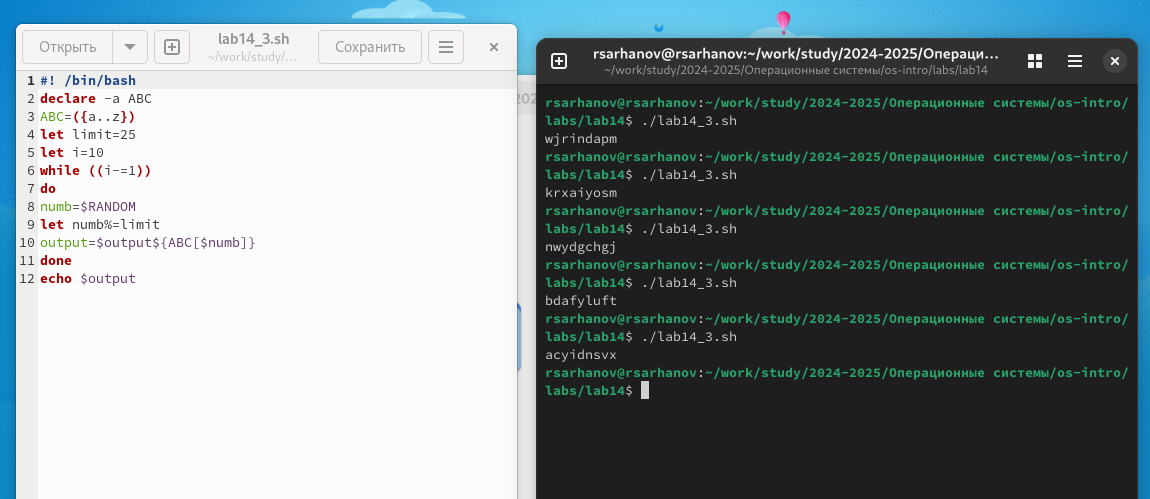 Открыть
lab14_3.sh
~/work/study/…
Сохранить
1 #! /bin/bash
2 declare -a ABC
3 ABC=({a..z})
4 let limit=25
5 let i=10
6 while ((i-=1))
7 do
8 numb=$RANDOM
9 let numb%=limit
10 output=$output${ABC[$numb]}
11 done
12 echo $output
202
rsarhanov@rsarhanov:~/work/study/2024-2025/Операци…
~/work/study/2024-2025/Операционные системы/os-intro/labs/lab14
rsarhanov@rsarhanov:~/work/study/2024-2025/Операционные системы/os-intro/
labs/lab14$ ./lab14_3.sh
wjrindapm
rsarhanov@rsarhanov:~/work/study/2024-2025/Операционные системы/os-intro/
labs/lab14$ ./lab14_3.sh
krxaiyosm
rsarhanov@rsarhanov:~/work/study/2024-2025/Операционные системы/os-intro/
labs/lab14$ ./lab14_3.sh
nwydgchgj
rsarhanov@rsarhanov:~/work/study/2024-2025/Операционные системы/os-intro/
labs/lab14$ ./lab14_3.sh
bdafyluft
rsarhanov@rsarhanov:~/work/study/2024-2025/Операционные системы/os-intro/
labs/lab14$ ./lab14_3.sh
acyidnsvx
rsarhanov@rsarhanov:~/work/study/2024-2025/Операционные системы/os-intro/
labs/lab14$